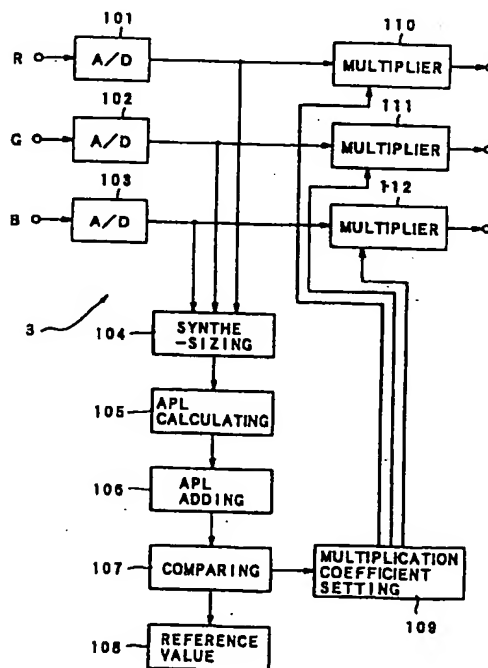 101
110
R
A/D
MULTIPLIER
102
111
G
A/D
MULTIPLIER
103
112
B
A/D
MULTIPLIER
3
104
SYNTHE
-SIZING
105
APL
CALCULATING
106
APL
ADDING
107
COMPARING
MULTIPLICATION
COEFFICIENT
SETTING
108
REFERENCE
VALUE
109